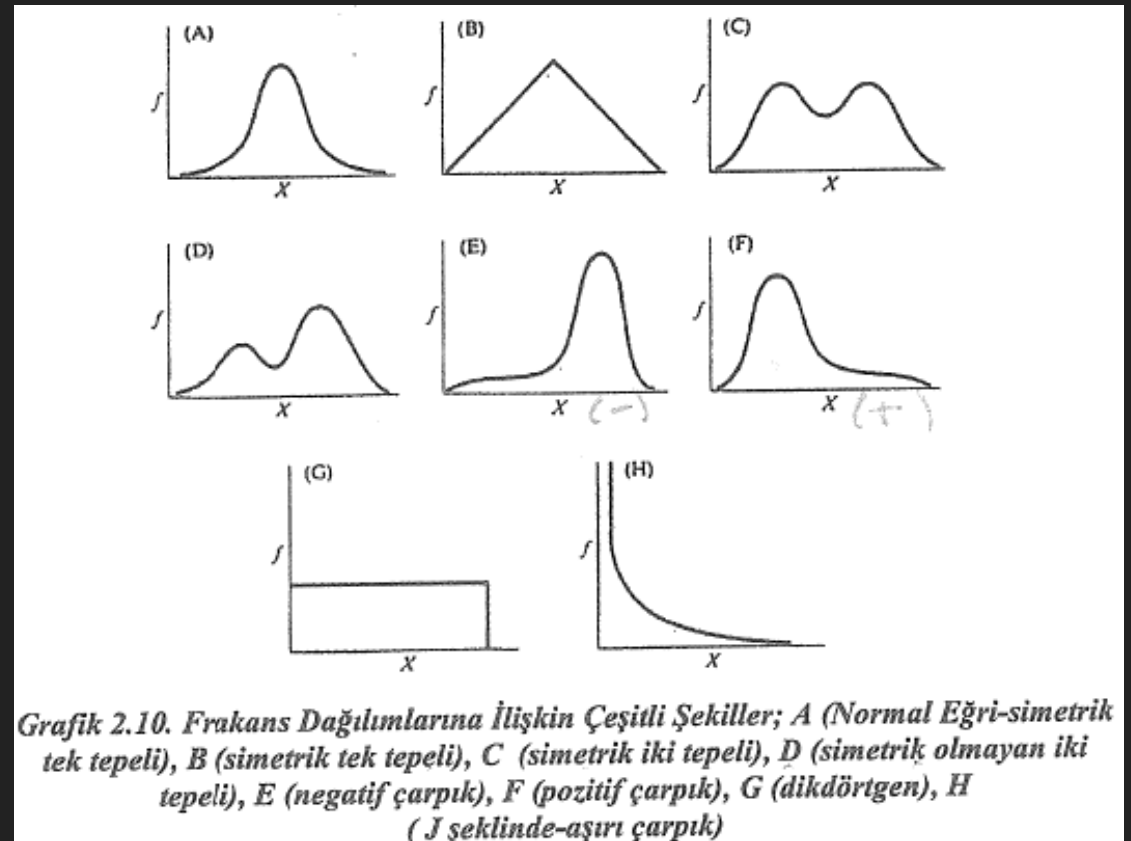 (A)
f
X
(B)
f
X
(C)
f
X
(D)
f
X
(E)
f
X (-)
(F)
f
X (+)
(G)
f
X
(H)
f
X
Grafik 2.10. Frakans Dağılımlarına İlişkin Çeşitli Şekiller; A (Normal Eğri-simetrik
tek tepeli), B (simetrik tek tepeli), C (simetrik iki tepeli), D (simetrik olmayan iki
tepeli), E (negatif çarpık), F (pozitif çarpık), G (dikdörtgen), H
( J şeklinde-aşırı çarpık)